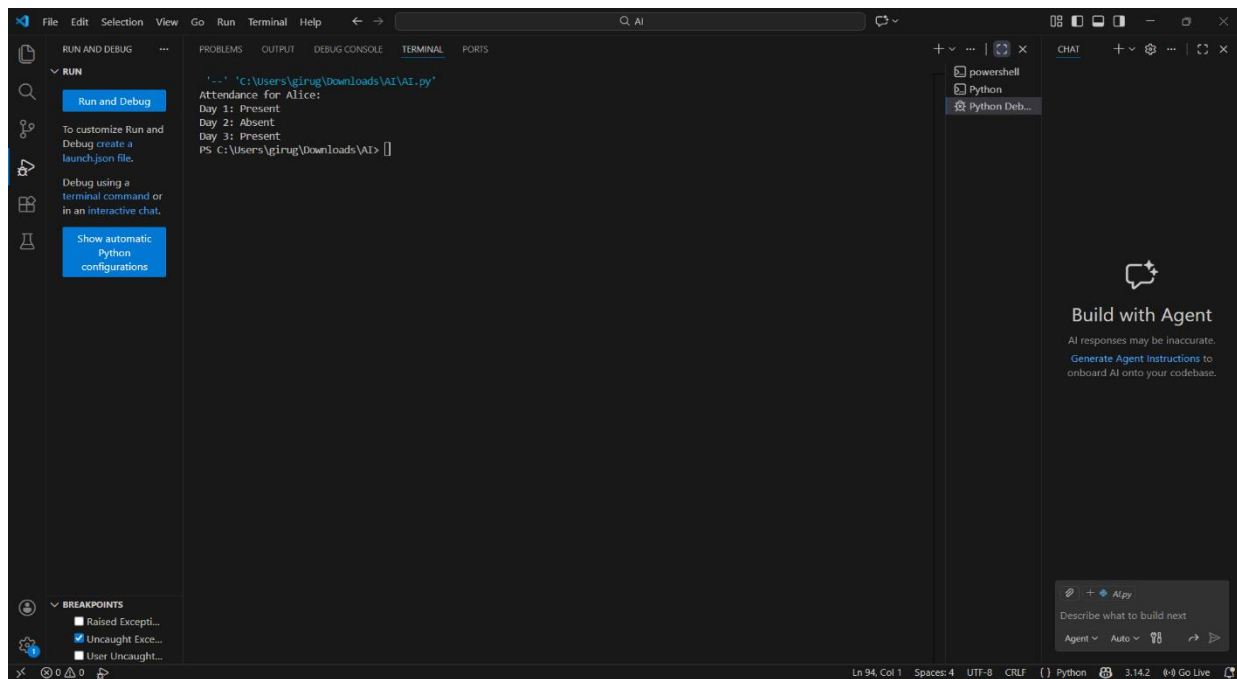 File Edit Selection View Go Run Terminal Help
AI
RUN AND DEBUG
RUN
Run and Debug
To customize Run and
Debug create a
launch.json file.
Debug using a
terminal command or
in an interactive chat.
Show automatic
Python
configurations
PROBLEMS OUTPUT DEBUG CONSOLE TERMINAL PORTS
'--' 'C:\Users\girug\Downloads\AI\AI.py'
Attendance for Alice:
Day 1: Present
Day 2: Absent
Day 3: Present
PS C:\Users\girug\Downloads\AI>
powershell
Python
Python Deb...
CHAT
Build with Agent
AI responses may be inaccurate.
Generate Agent Instructions to
onboard AI onto your codebase.
AI.py
Describe what to build next
Agent Auto
BREAKPOINTS
Raised Excepti...
Uncaught Exce...
User Uncaught...
1
0 0 Ln 94, Col 1 Spaces: 4 UTF-8 CRLF {} Python 3.14.2 Go Live